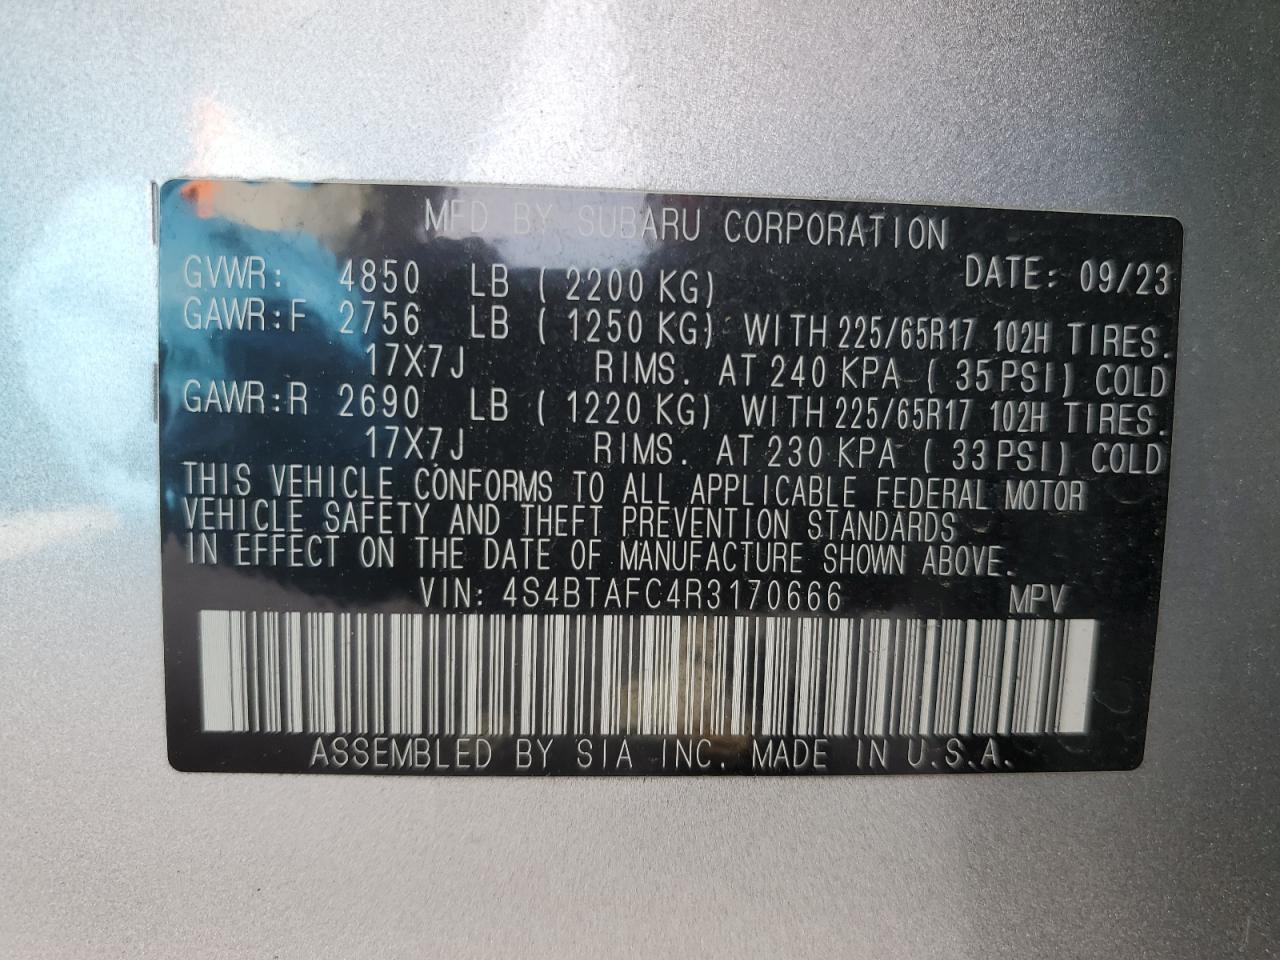 MFD BY SUBARU CORPORATION
GVWR: 4850 LB ( 2200 KG) DATE: 09/23
GAWR:F 2756 LB ( 1250 KG) WITH 225/65R17 102H TIRES.
17X7J RIMS. AT 240 KPA ( 35 PSI) COLD
GAWR:R 2690 LB ( 1220 KG) WITH 225/65R17 102H TIRES.
17X7J RIMS. AT 230 KPA ( 33 PSI) COLD
THIS VEHICLE CONFORMS TO ALL APPLICABLE FEDERAL MOTOR
VEHICLE SAFETY AND THEFT PREVENTION STANDARDS
IN EFFECT ON THE DATE OF MANUFACTURE SHOWN ABOVE.
VIN: 4S4BTAFC4R3170666 MPV
ASSEMBLED BY SIA INC. MADE IN U.S.A.